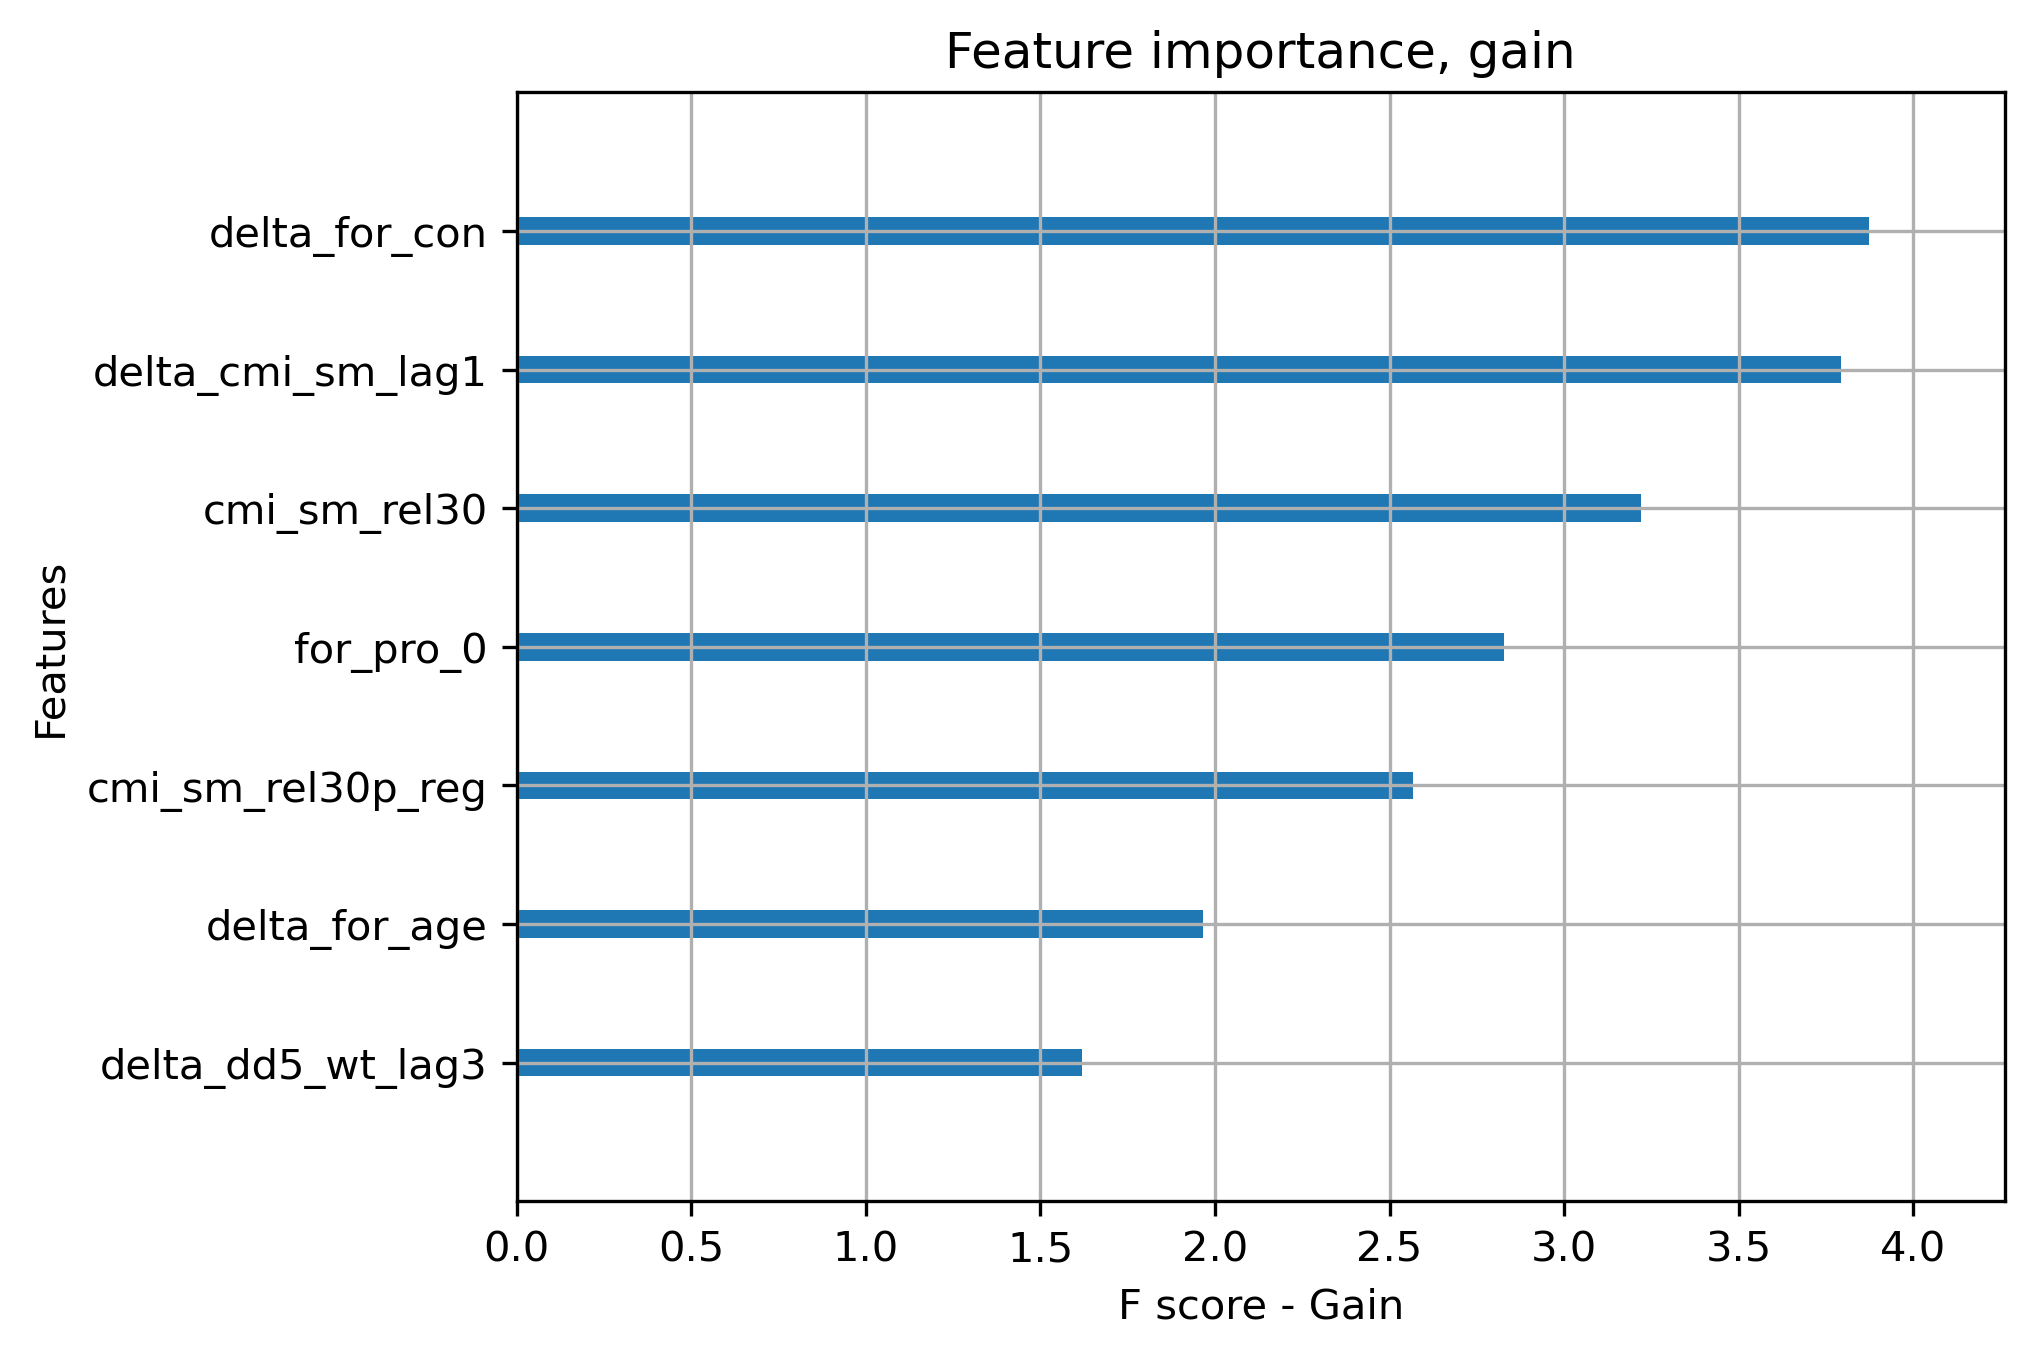 Feature importance, gain
delta_for_con
delta_cmi_sm_lag1
cmi_sm_rel30
for_pro_0
cmi_sm_rel30p_reg
delta_for_age
delta_dd5_wt_lag3
Features
0.0 0.5 1.0 1.5 2.0 2.5 3.0 3.5 4.0
F score - Gain